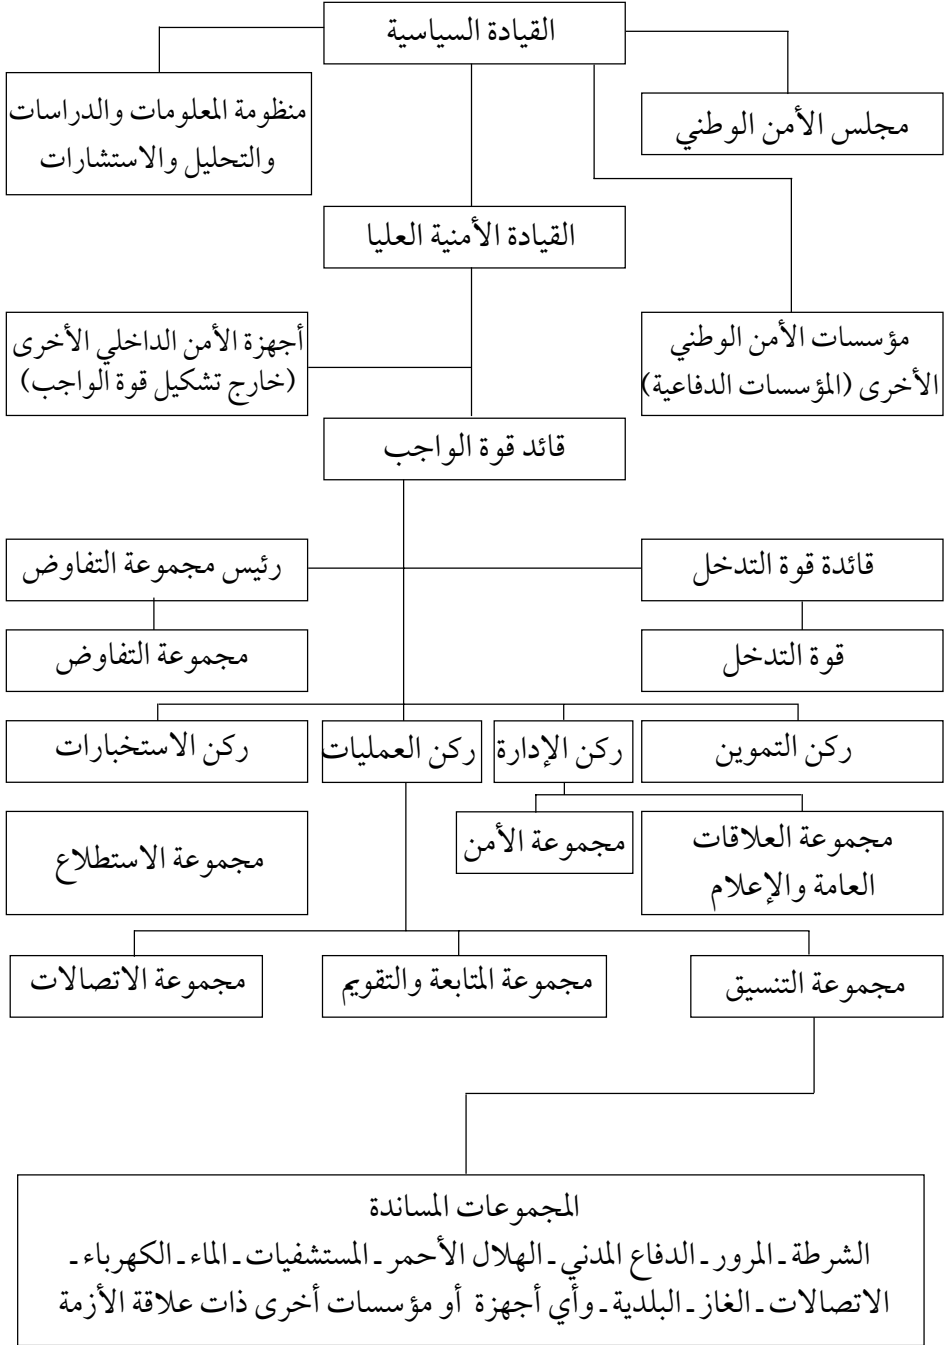 القيادة السياسية
مجلس الأمن الوطني
منظومة المعلومات والدراسات
والتحليل والاستشارات
القيادة الأمنية العليا
مؤسسات الأمن الوطني
الأخرى (المؤسسات الدفاعية)
أجهزة الأمن الداخلي الأخرى
(خارج تشكيل قوة الواجب)
قائد قوة الواجب
قائدة قوة التدخل
رئيس مجموعة التفاوض
قوة التدخل
مجموعة التفاوض
ركن التموين
ركن الإدارة
ركن العمليات
ركن الاستخبارات
مجموعة العلاقات
العامة والإعلام
مجموعة الأمن
مجموعة الاستطلاع
مجموعة التنسيق
مجموعة المتابعة والتقويم
مجموعة الاتصالات
المجموعات المساندة
الشرطة ـ المرور ـ الدفاع المدني ـ الهلال الأحمر ـ المستشفيات ـ الماء ـ الكهرباء ـ
الاتصالات ـ الغاز ـ البلدية ـ وأي أجهزة أو مؤسسات أخرى ذات علاقة الأزمة